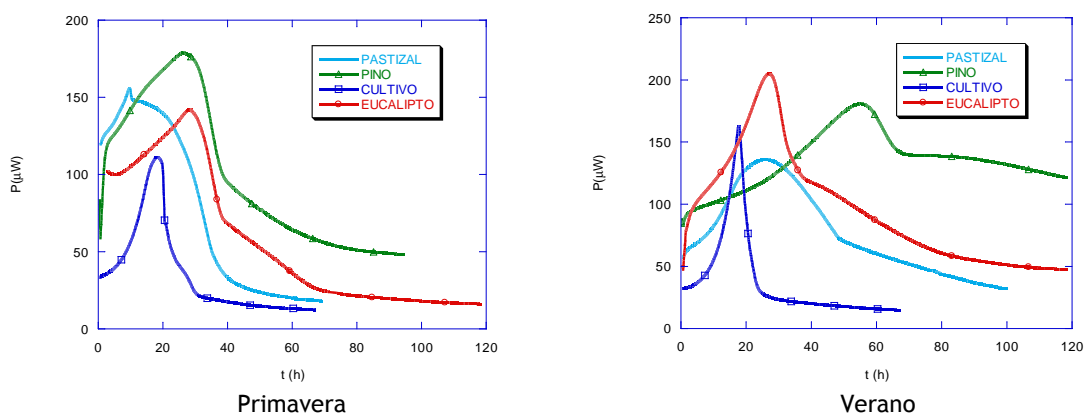 200
150
100
50
0
P(µW)
0 20 40 60 80 100 120
t (h)
PASTIZAL
PINO
CULTIVO
EUCALIPTO
Primavera
250
200
150
100
50
0
P(µW)
0 20 40 60 80 100 120
t (h)
PASTIZAL
PINO
CULTIVO
EUCALIPTO
Verano